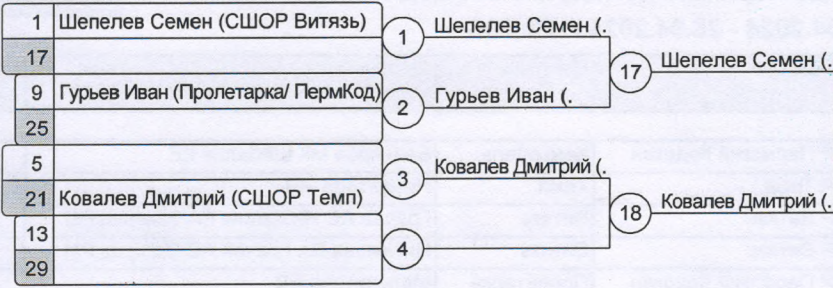 1 Шепелев Семен (СШОР Витязь)
17
1 Шепелев Семен (.
9 Гурьев Иван (Пролетарка/ ПермКод)
25
2 Гурьев Иван (.
17 Шепелев Семен (.
5
21 Ковалев Дмитрий (СШОР Темп)
3 Ковалев Дмитрий (.
13
29
4
18 Ковалев Дмитрий (.